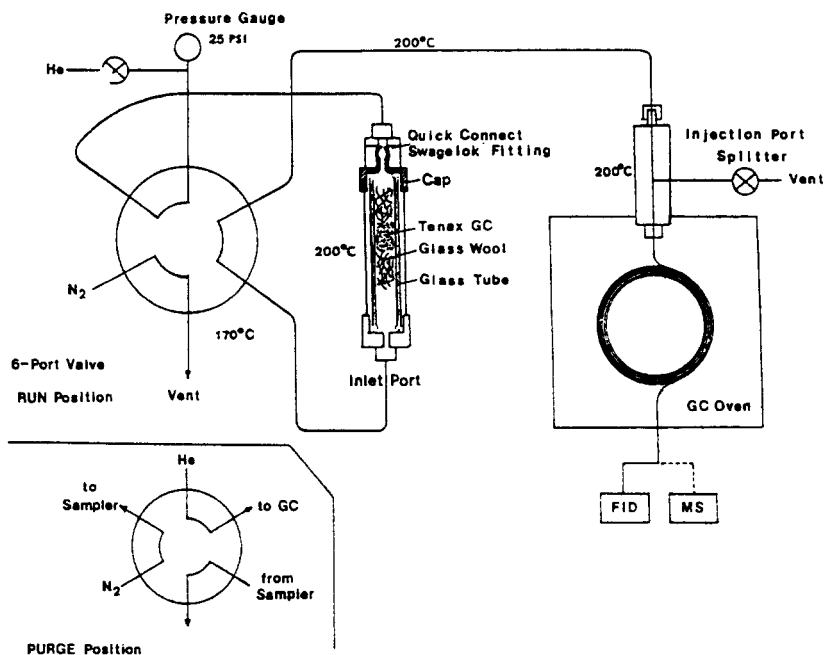 Pressure Gauge
25 PSI
He
200°C
Quick Connect
Swagelok Fitting
Cap
Tenax GC
200°C
Glass Wool
Glass Tube
Inlet Port
Injection Port
Splitter
200°C
Vent
N2
170°C
6-Port Valve
RUN Position
Vent
GC Oven
FID
MS
He
to
Sampler
to GC
N2
from
Sampler
PURGE Position